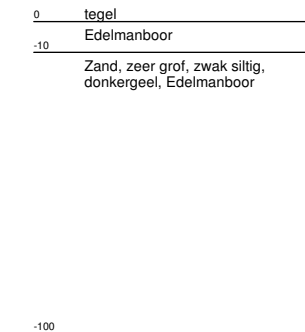 0 tegel
Edelmanboor
-10
Zand, zeer grof, zwak siltig,
donkergeel, Edelmanboor
-100